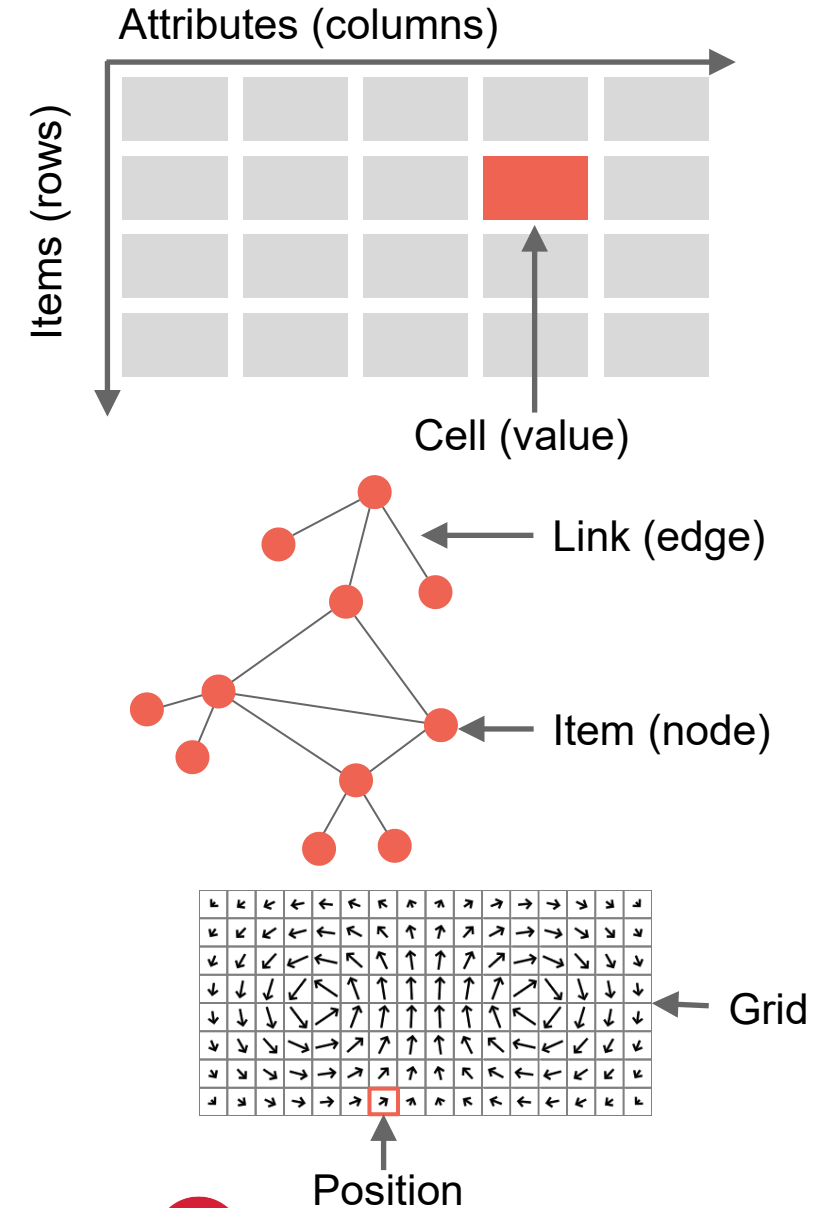 Attributes (columns)
Items (rows)
Cell (value)
Link (edge)
Item (node)
Grid
Position